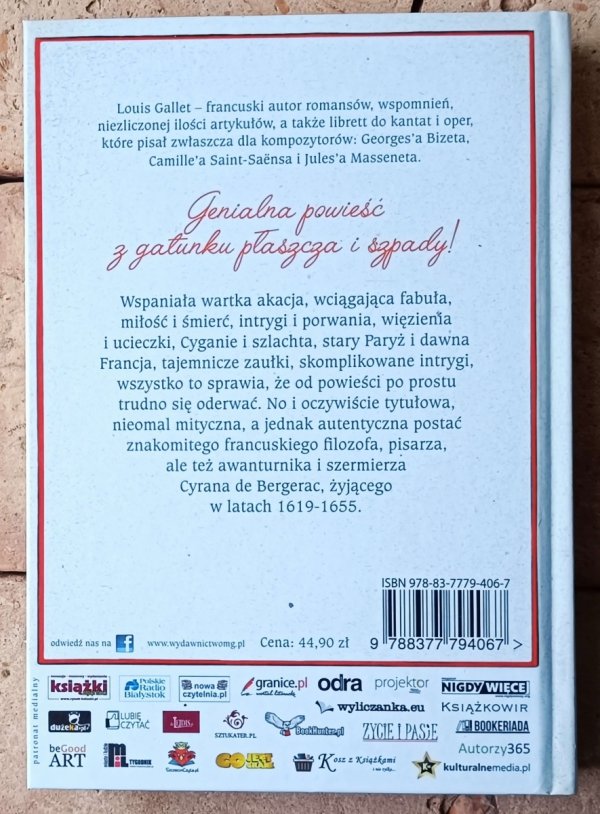 Louis Gallet – francuski autor romansów, wspomnień,
niezliczonej ilości artykułów, a także librett do kantat i oper,
które pisał zwłaszcza dla kompozytorów: Georges'a Bizeta,
Camille'a Saint-Saënsa i Jules'a Masseneta.
Genialna powieść
z gatunku płaszcza i szpady!
Wspaniała wartka akacja, wciągająca fabuła,
miłość i śmierć, intrygi i porwania, więzienia
i ucieczki, Cyganie i szlachta, stary Paryż i dawna
Francja, tajemnicze zaułki, skomplikowane intrygi,
wszystko to sprawia, że od powieści po prostu
trudno się oderwać. No i oczywiście tytułowa,
nieomal mityczna, a jednak autentyczna postać
znakomitego francuskiego filozofa, pisarza,
ale też awanturnika i szermierza
Cyrana de Bergerac, żyjącego
w latach 1619-1655.
ISBN 978-83-7779-406-7
9 788377 794067 >
odwiedź nas na f www.wydawnictwomg.pl Cena: 44,90 zł
patronat medialny
książki Polskie Radio Białystok nowa czytelnia.pl granice.pl odra projektor NIGDY WIĘCEJ
wyliczanka.eu KSIĄŻKOWIR
dużeka.pl LUBIĘ CZYTAĆ SZTUKATER.PL BookHunter.pl ŻYCIE I PASJE BOOKERIADA
Autorzy365
beGood ART TYGODNIK Kosz z Książkami kulturalnemedia.pl